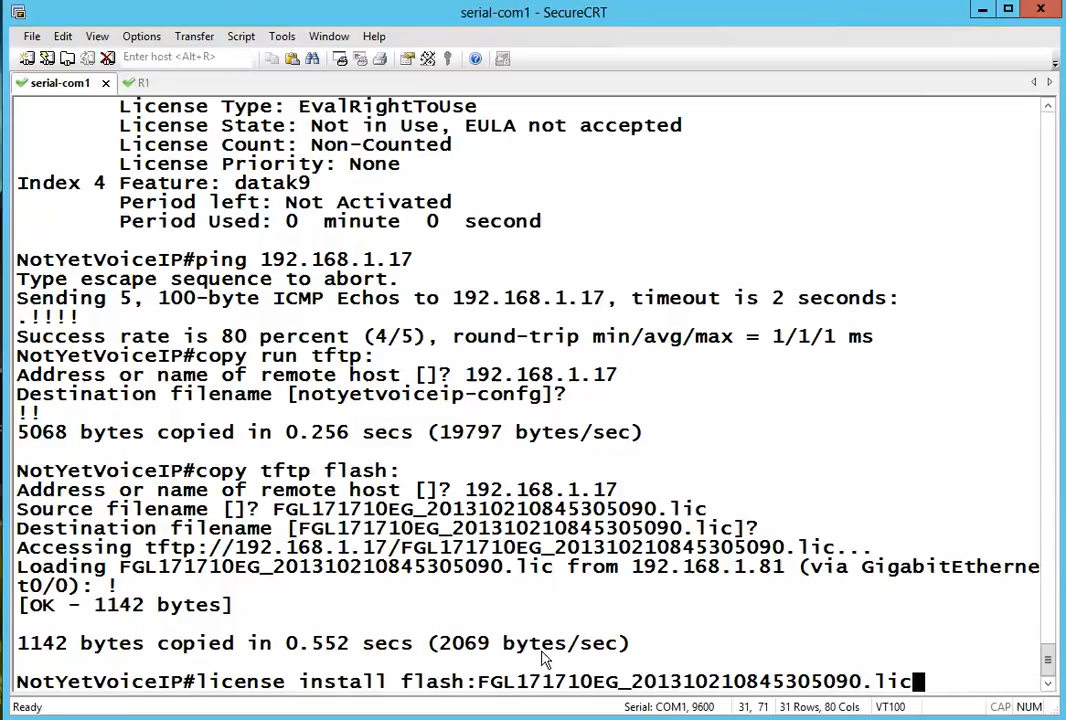 serial-com1 - SecureCRT
File Edit View Options Transfer Script Tools Window Help
Enter host <Alt+R>
serial-com1 R1
License Type: EvalRightToUse
License State: Not in Use, EULA not accepted
License Count: Non-Counted
License Priority: None
Index 4 Feature: datak9
Period left: Not Activated
Period Used: 0  minute  0  second
NotYetVoiceIP#ping 192.168.1.17
Type escape sequence to abort.
Sending 5, 100-byte ICMP Echos to 192.168.1.17, timeout is 2 seconds:
.!!!!
Success rate is 80 percent (4/5), round-trip min/avg/max = 1/1/1 ms
NotYetVoiceIP#copy run tftp:
Address or name of remote host []? 192.168.1.17
Destination filename [notyetvoiceip-confg]?
!!
5068 bytes copied in 0.256 secs (19797 bytes/sec)
NotYetVoiceIP#copy tftp flash:
Address or name of remote host []? 192.168.1.17
Source filename []? FGL171710EG_201310210845305090.lic
Destination filename [FGL171710EG_201310210845305090.lic]?
Accessing tftp://192.168.1.17/FGL171710EG_201310210845305090.lic...
Loading FGL171710EG_201310210845305090.lic from 192.168.1.81 (via GigabitEtherne
t0/0): !
[OK - 1142 bytes]
1142 bytes copied in 0.552 secs (2069 bytes/sec)
NotYetVoiceIP#license install flash:FGL171710EG_201310210845305090.lic
Ready Serial: COM1, 9600 31, 71 31 Rows, 80 Cols VT100 CAP NUM